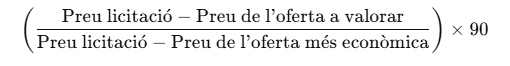 (Preu licitació − Preu de l'oferta a valorar / Preu licitació − Preu de l'oferta més econòmica) × 90